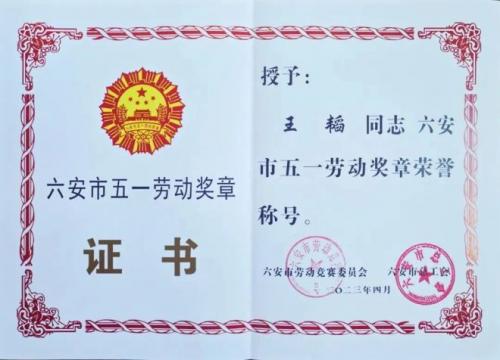 六安市五一劳动奖章
证书
授予：
王韬 同志 六安
市五一劳动奖章荣誉
称号。
六安市劳动竞赛委员会 六安市总工会
二〇二三年四月